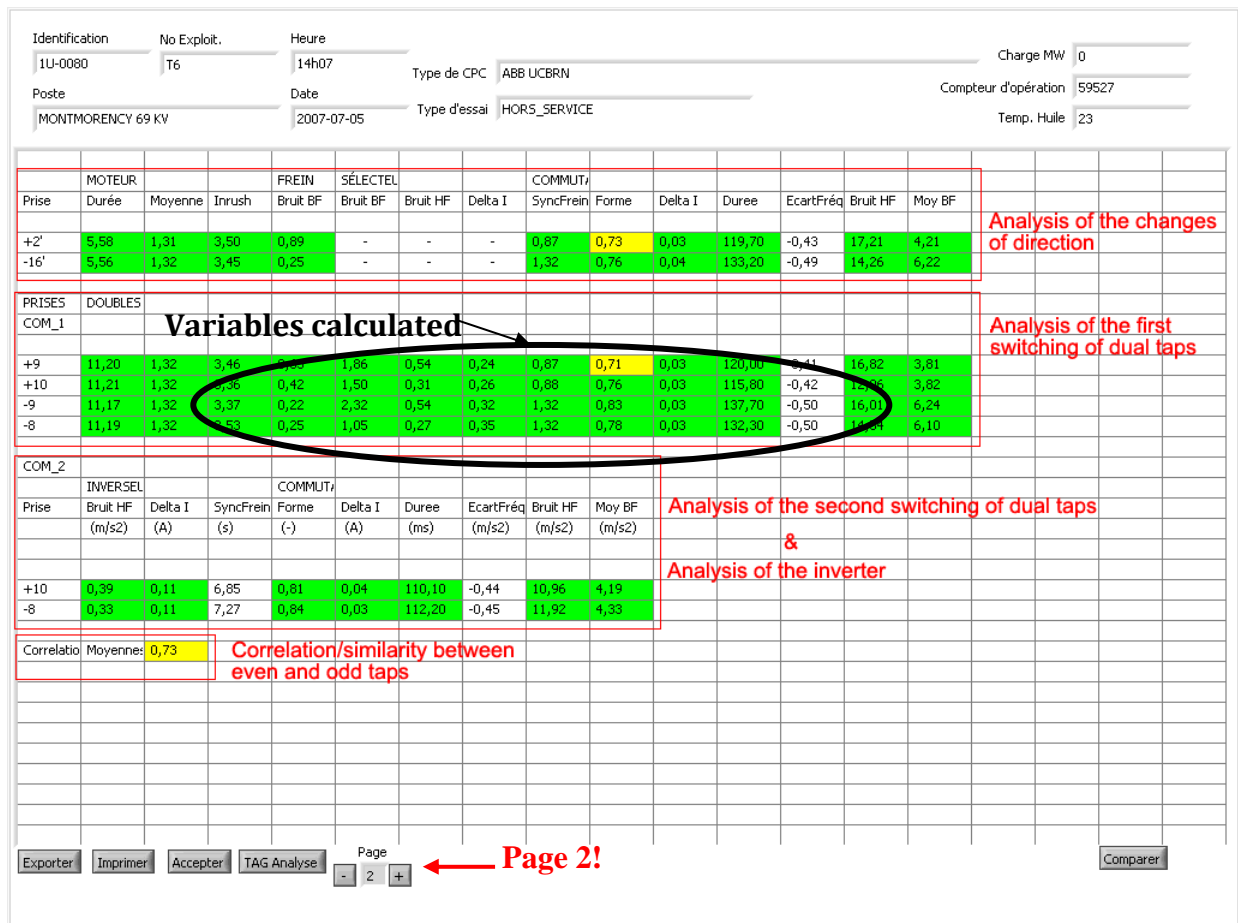 Identification No Exploit. Heure
1U-0080 T6 14h07
Charge MW 0
Type de CPC ABB UCBRN
Compteur d'opération 59527
Poste Date
Type d'essai HORS_SERVICE
MONTMORENCY 69 KV 2007-07-05
Temp. Huile 23
MOTEUR FREIN SÉLECTEU COMMUTA
Prise Durée Moyenne Inrush Bruit BF Bruit BF Bruit HF Delta I SyncFrein Forme Delta I Duree EcartFréq Bruit HF Moy BF
Analysis of the changes
of direction
+2' 5,58 1,31 3,50 0,89 - - - 0,87 0,73 0,03 119,70 -0,43 17,21 4,21
-16' 5,56 1,32 3,45 0,25 - - - 1,32 0,76 0,04 133,20 -0,49 14,26 6,22
PRISES DOUBLES
COM_1
Variables calculated
Analysis of the first
switching of dual taps
+9 11,20 1,32 3,46 1,86 0,54 0,24 0,87 0,71 0,03 120,00 16,82 3,81
+10 11,21 1,32 3,36 0,42 1,50 0,31 0,26 0,88 0,76 0,03 115,80 -0,42 3,82
-9 11,17 1,32 3,37 0,22 2,32 0,54 0,32 1,32 0,83 0,03 137,70 -0,50 16,01 6,24
-8 11,19 1,32 3,53 0,25 1,05 0,27 0,35 1,32 0,78 0,03 132,30 -0,50 6,10
COM_2
INVERSEU COMMUTA
Prise Bruit HF Delta I SyncFrein Forme Delta I Duree EcartFréq Bruit HF Moy BF
(m/s2) (A) (s) (-) (A) (ms) (m/s2) (m/s2) (m/s2)
Analysis of the second switching of dual taps
&
Analysis of the inverter
+10 0,39 0,11 6,85 0,81 0,04 110,10 -0,44 10,96 4,19
-8 0,33 0,11 7,27 0,84 0,03 112,20 -0,45 11,92 4,33
Correlatio Moyennes 0,73
Correlation/similarity between
even and odd taps
Exporter Imprimer Accepter TAG Analyse Page - 2 + Page 2! Comparer